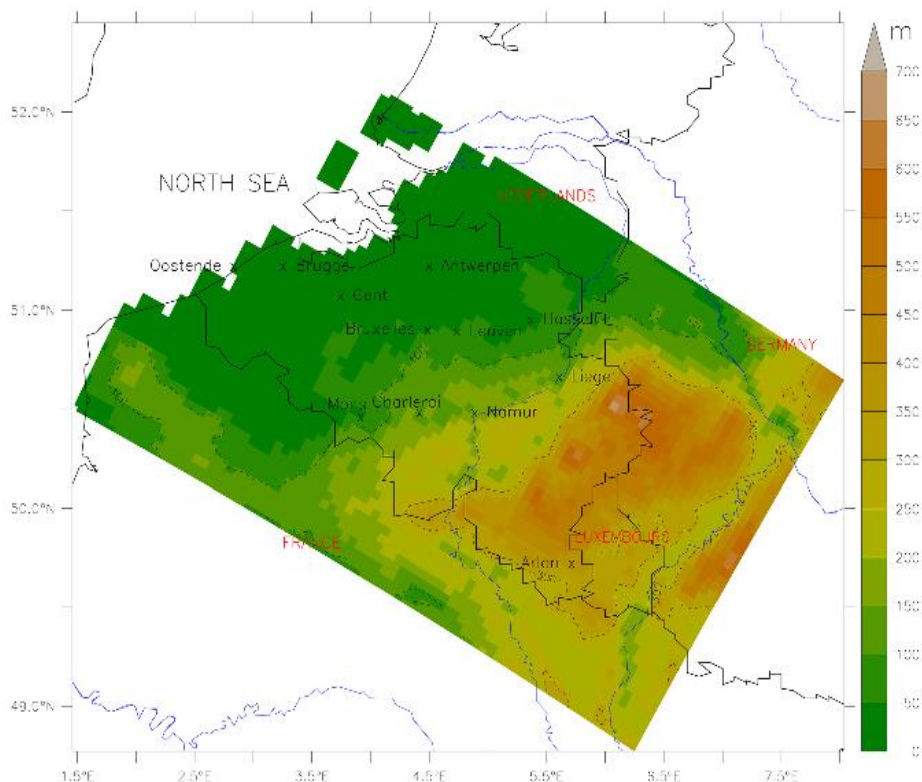 m
700
650
600
550
500
450
400
350
300
250
200
150
100
50
0
52.0°N
51.0°N
50.0°N
49.0°N
1.5°E
2.5°E
3.5°E
4.5°E
5.5°E
6.5°E
7.5°E
NORTH SEA
NETHERLANDS
Oostende
Brugge
Antwerpen
Gent
Hasselt
Bruxelles
Leuven
GERMANY
Liege
Mons
Charleroi
Namur
FRANCE
LUXEMBOURG
Arlon